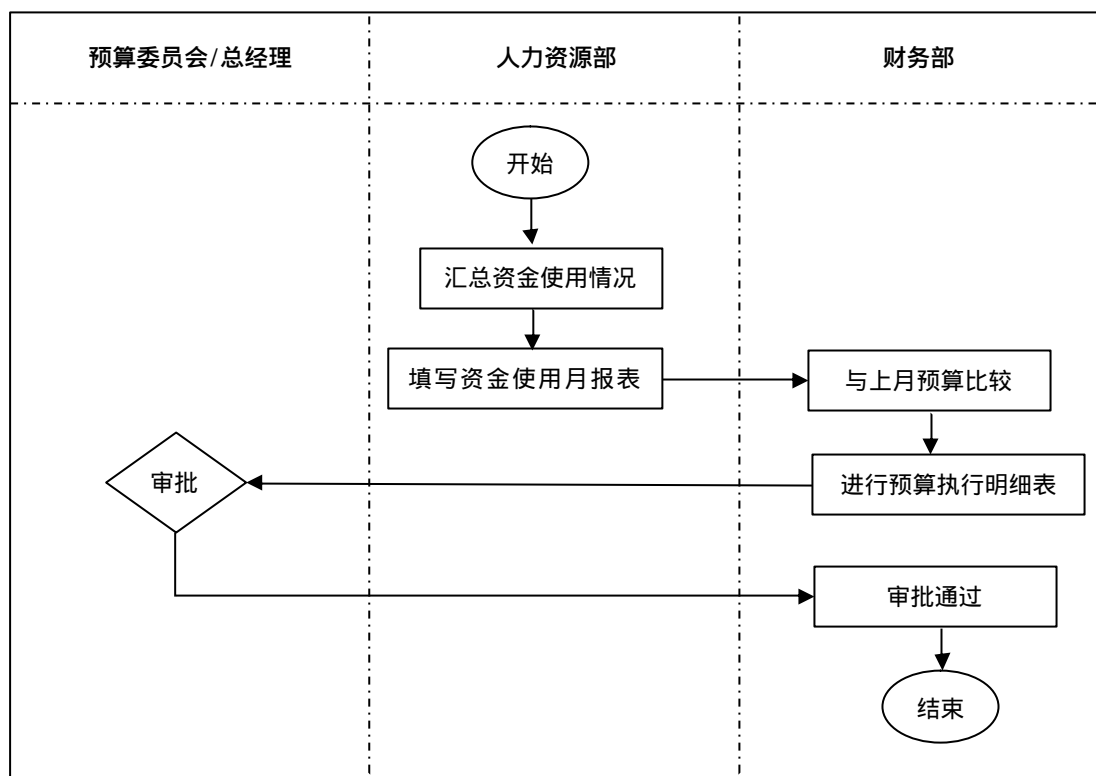 预算委员会/总经理
人力资源部
财务部
开始
汇总资金使用情况
填写资金使用月报表
与上月预算比较
审批
进行预算执行明细表
审批通过
结束